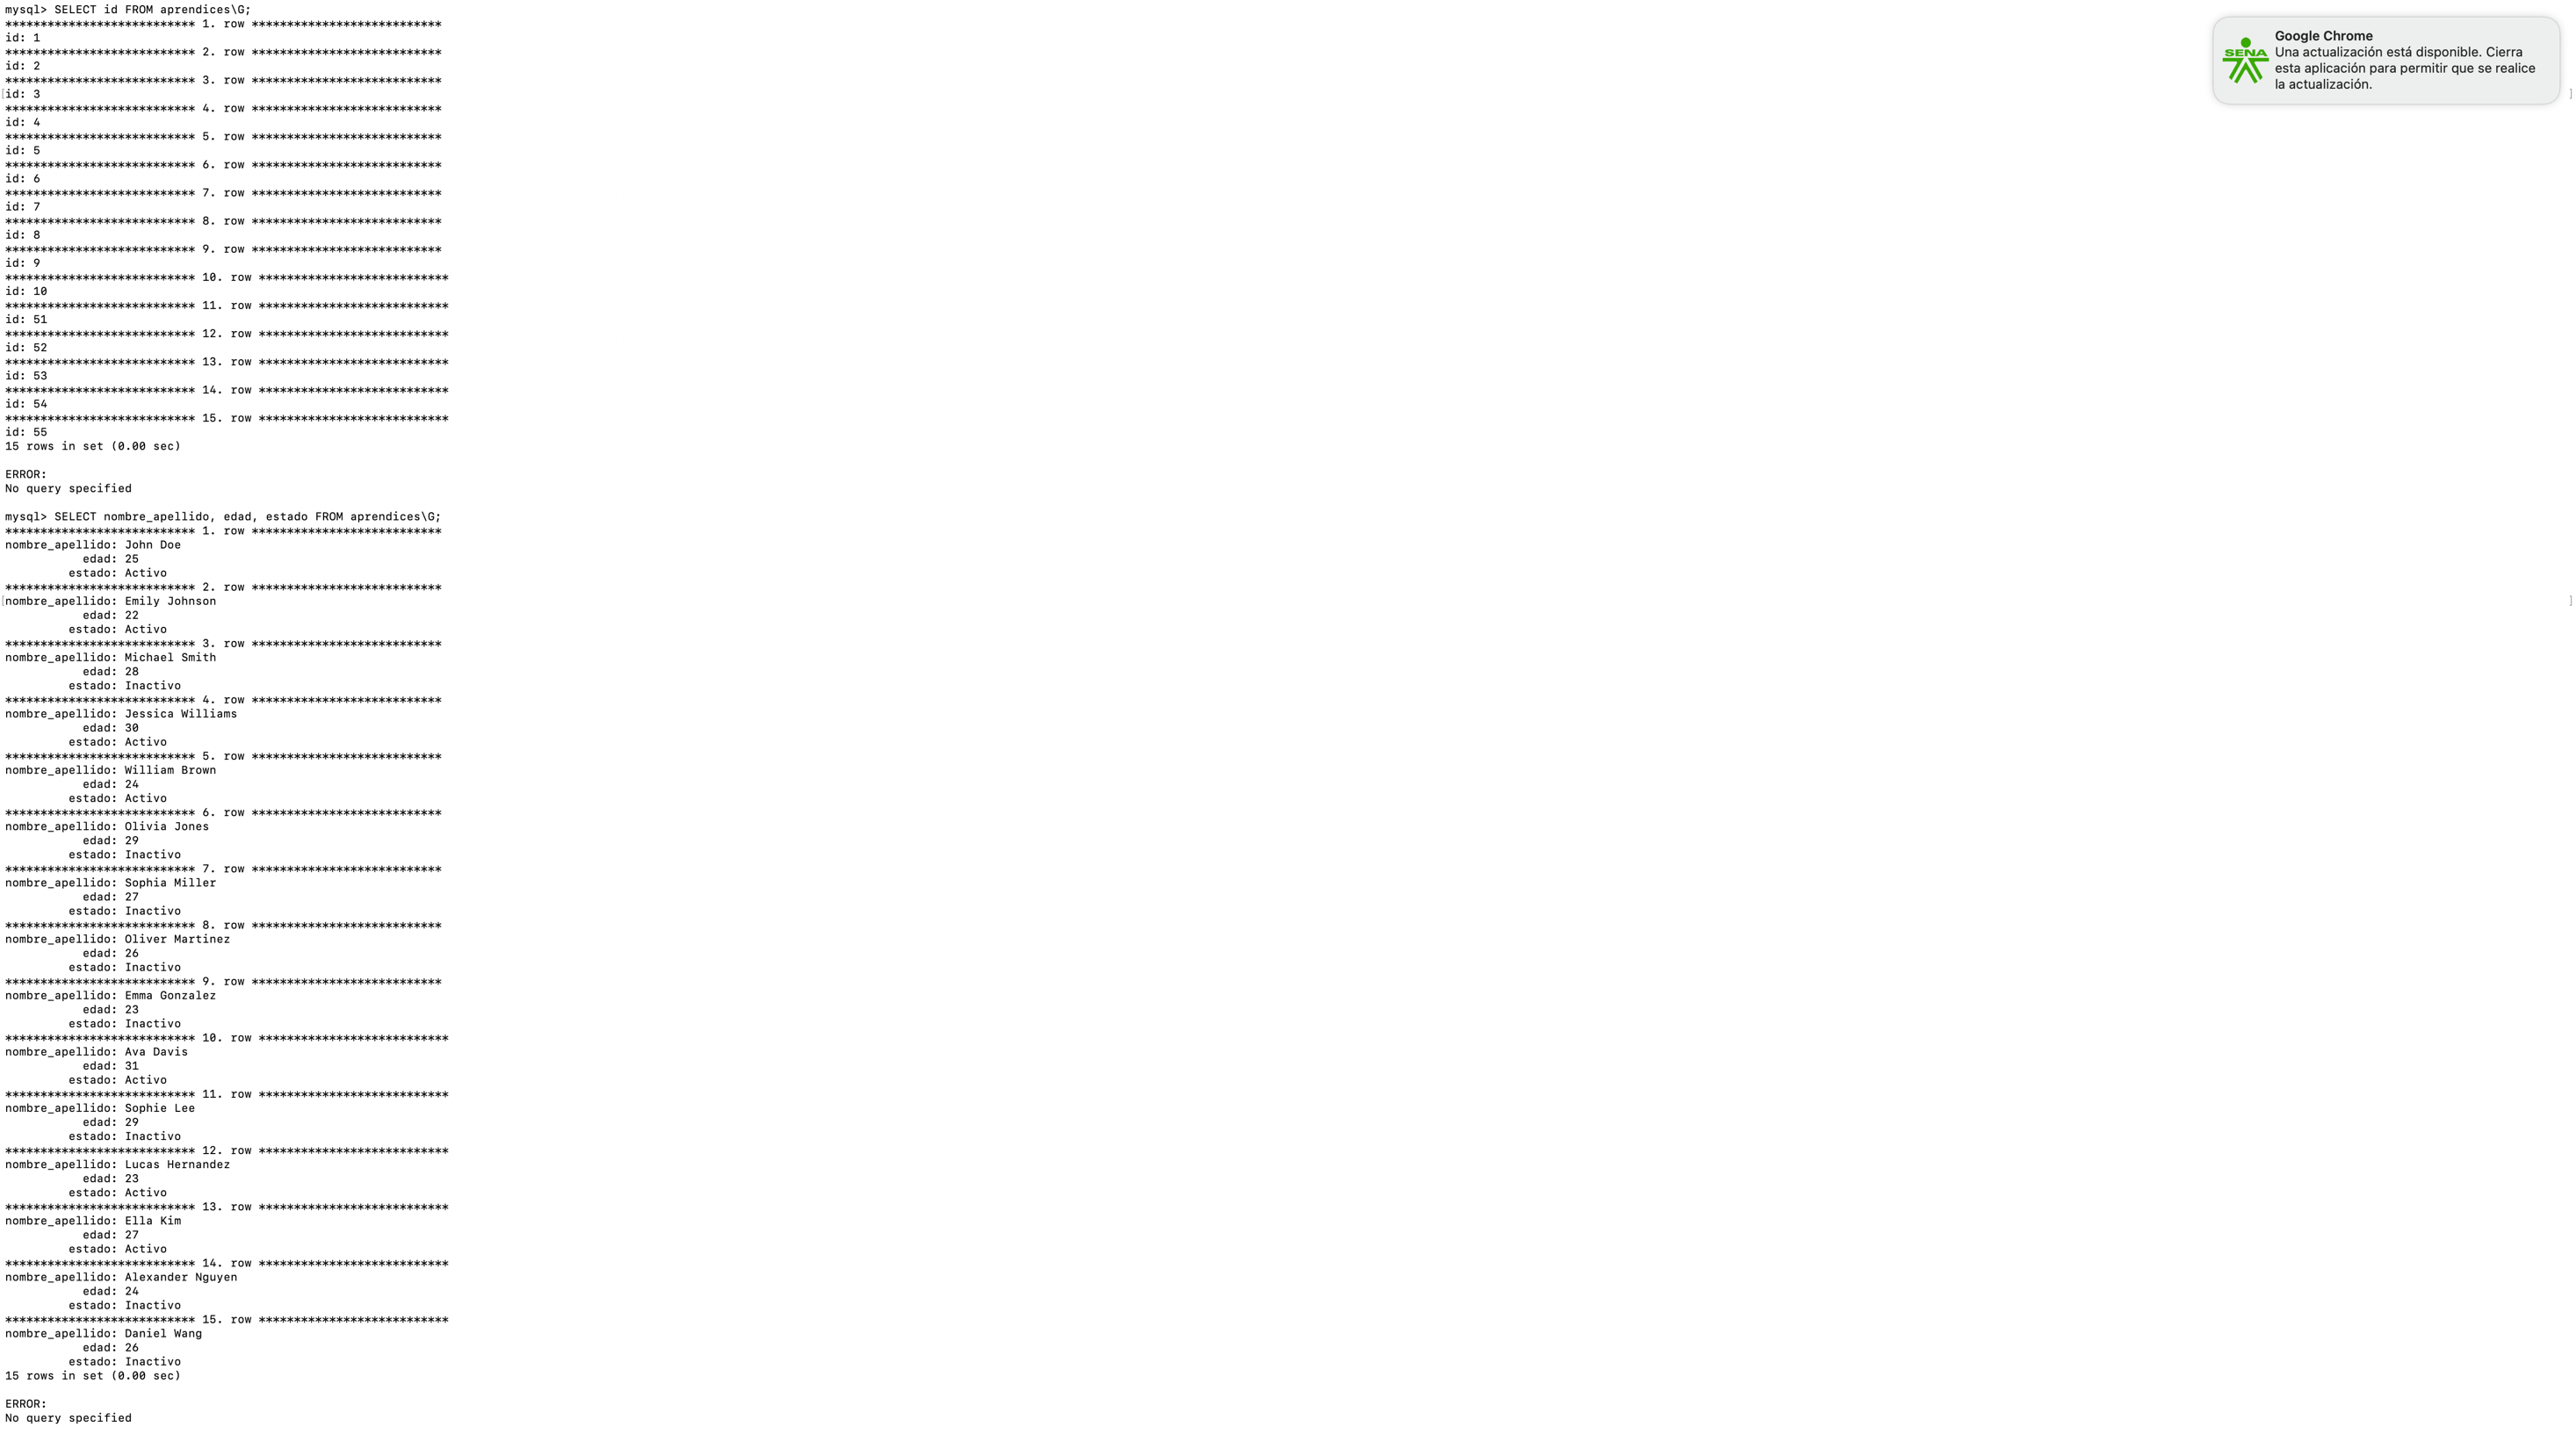 mysql> SELECT id FROM aprendices\G;
*************************** 1. row ***************************
id: 1
*************************** 2. row ***************************
id: 2
*************************** 3. row ***************************
id: 3
*************************** 4. row ***************************
id: 4
*************************** 5. row ***************************
id: 5
*************************** 6. row ***************************
id: 6
*************************** 7. row ***************************
id: 7
*************************** 8. row ***************************
id: 8
*************************** 9. row ***************************
id: 9
*************************** 10. row ***************************
id: 10
*************************** 11. row ***************************
id: 51
*************************** 12. row ***************************
id: 52
*************************** 13. row ***************************
id: 53
*************************** 14. row ***************************
id: 54
*************************** 15. row ***************************
id: 55
15 rows in set (0.00 sec)
ERROR:
No query specified
mysql> SELECT nombre_apellido, edad, estado FROM aprendices\G;
*************************** 1. row ***************************
nombre_apellido: John Doe
edad: 25
estado: Activo
*************************** 2. row ***************************
nombre_apellido: Emily Johnson
edad: 22
estado: Activo
*************************** 3. row ***************************
nombre_apellido: Michael Smith
edad: 28
estado: Inactivo
*************************** 4. row ***************************
nombre_apellido: Jessica Williams
edad: 30
estado: Activo
*************************** 5. row ***************************
nombre_apellido: William Brown
edad: 24
estado: Activo
*************************** 6. row ***************************
nombre_apellido: Olivia Jones
edad: 29
estado: Inactivo
*************************** 7. row ***************************
nombre_apellido: Sophia Miller
edad: 27
estado: Inactivo
*************************** 8. row ***************************
nombre_apellido: Oliver Martinez
edad: 26
estado: Inactivo
*************************** 9. row ***************************
nombre_apellido: Emma Gonzalez
edad: 23
estado: Inactivo
*************************** 10. row ***************************
nombre_apellido: Ava Davis
edad: 31
estado: Activo
*************************** 11. row ***************************
nombre_apellido: Sophie Lee
edad: 29
estado: Inactivo
*************************** 12. row ***************************
nombre_apellido: Lucas Hernandez
edad: 23
estado: Activo
*************************** 13. row ***************************
nombre_apellido: Ella Kim
edad: 27
estado: Activo
*************************** 14. row ***************************
nombre_apellido: Alexander Nguyen
edad: 24
estado: Inactivo
*************************** 15. row ***************************
nombre_apellido: Daniel Wang
edad: 26
estado: Inactivo
15 rows in set (0.00 sec)
ERROR:
No query specified
SENA
Google Chrome
Una actualización está disponible. Cierra
esta aplicación para permitir que se realice
la actualización.